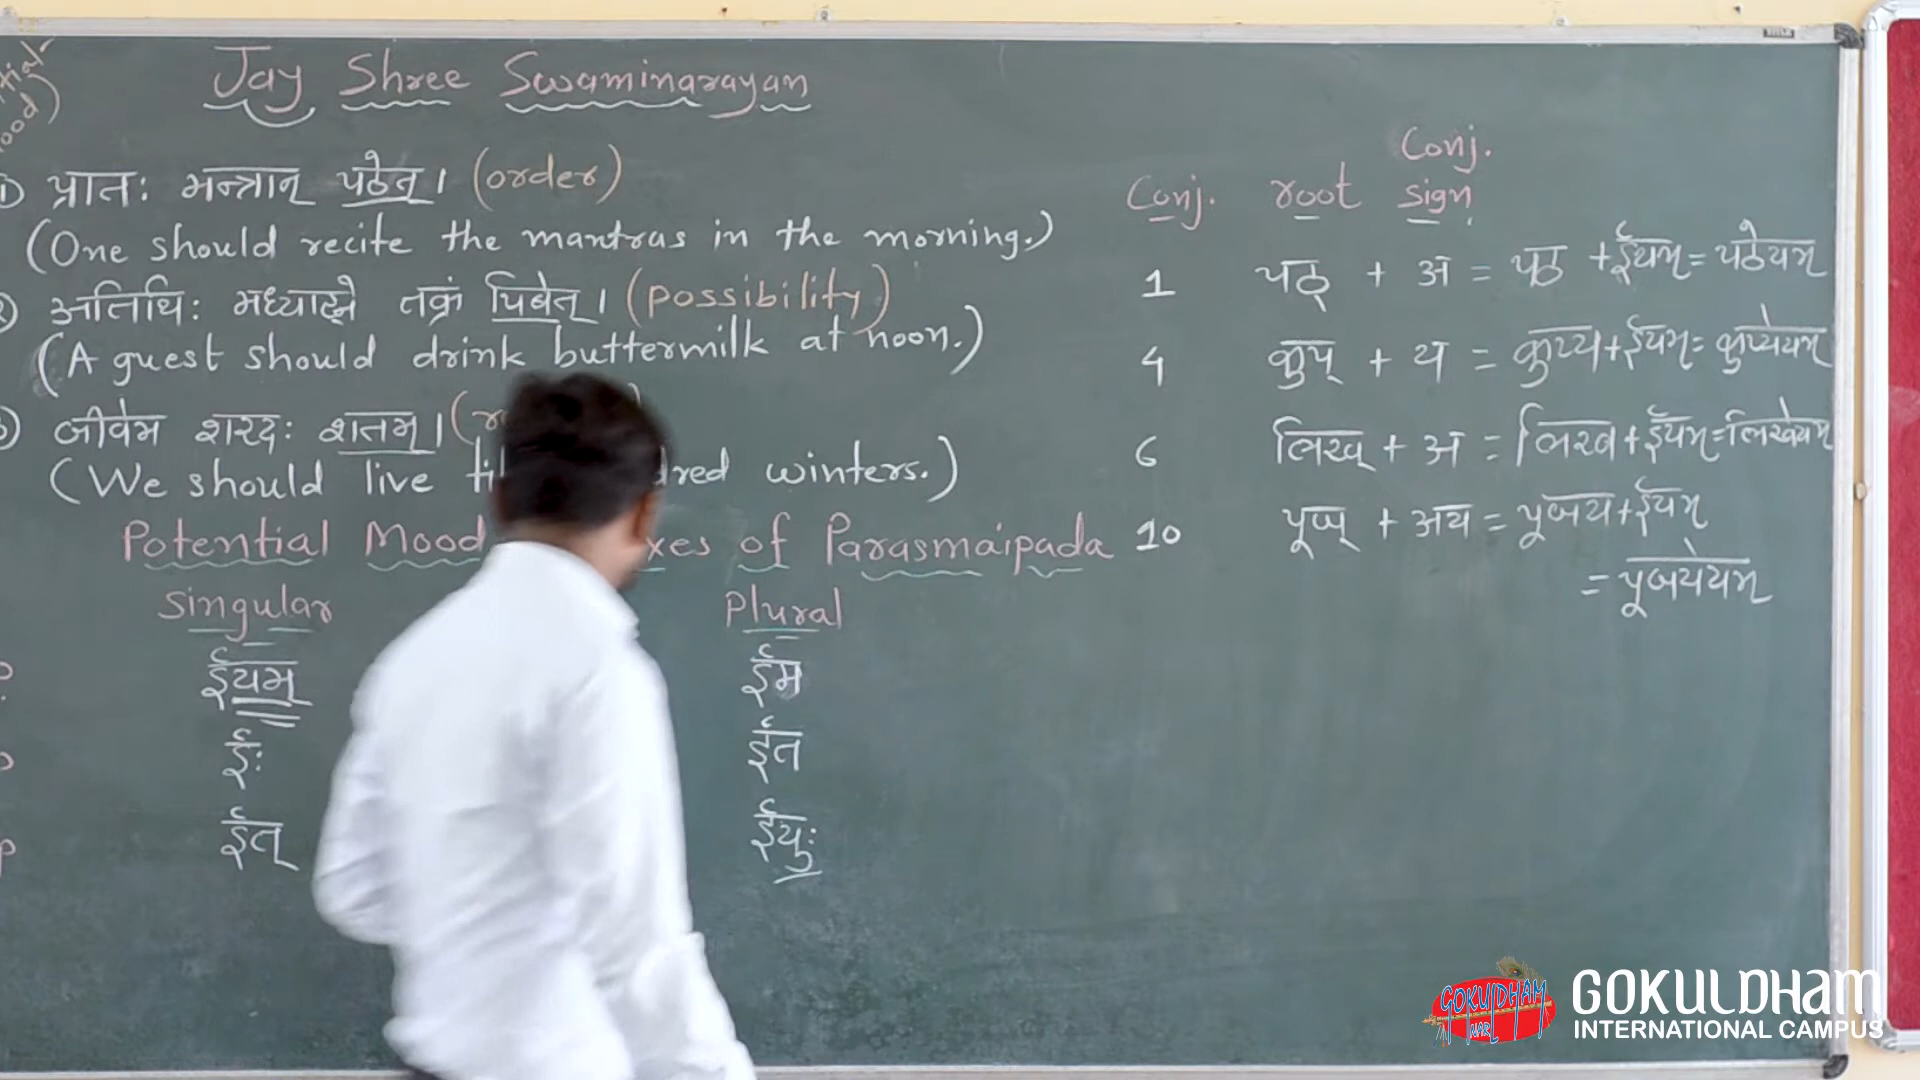 Jay Shree Swaminarayan
① प्रातः मन्त्रान् पठेत्। (order)
(One should recite the mantras in the morning.)
अतिथिः मध्याह्ने तक्रं पिबेत्। (possibility)
(A guest should drink buttermilk at noon.)
जीवेम शरदः शतम्।
(We should live winters.)
Potential Mood of Parasmaipada
Singular Plural
ईयम् ईम
ईः ईत
ईत् ईयुः
Conj. root Conj. sign
1 पठ् + अ = पठ + ईयम् = पठेयम्
4 कुप् + य = कुप्य + ईयम् = कुप्येयम्
6 लिख् + अ = लिख + ईयम् = लिखेयम्
10 पूज् + अय = पूजय + ईयम्
= पूजयेयम्
GOKULDHAM NAR
GOKULDHAM
INTERNATIONAL CAMPUS